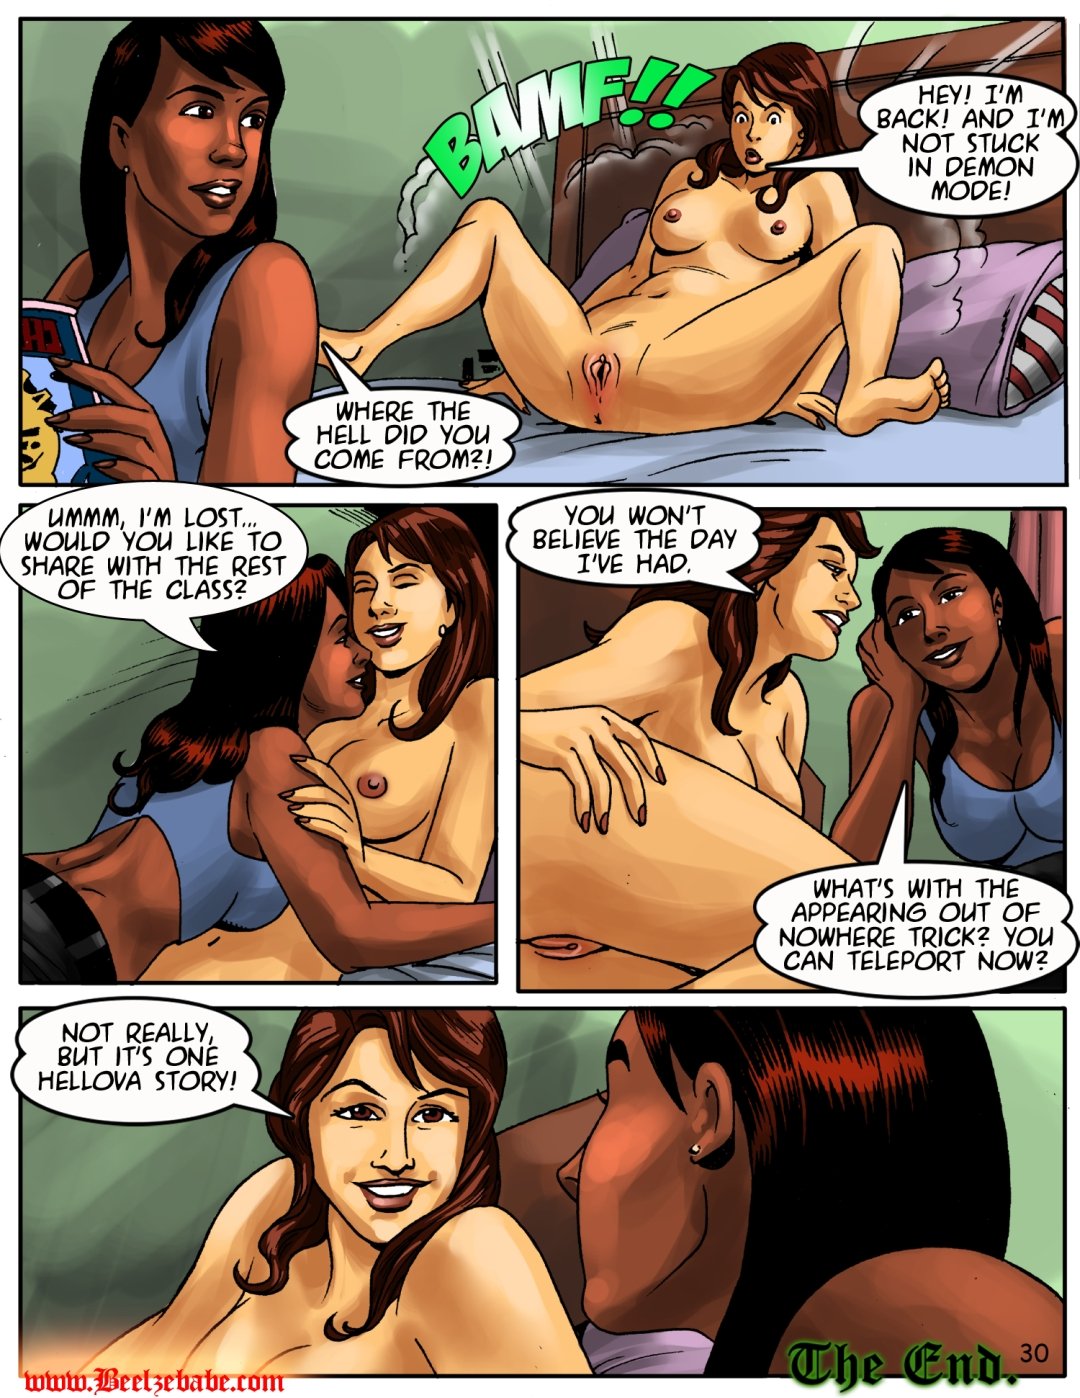 BAMF!!
HEY! I'M
BACK! AND I'M
NOT STUCK
IN DEMON
MODE!
WHERE THE
HELL DID YOU
COME FROM?!
UMMM, I'M LOST...
WOULD YOU LIKE TO
SHARE WITH THE REST
OF THE CLASS?
YOU WON'T
BELIEVE THE DAY
I'VE HAD.
WHAT'S WITH THE
APPEARING OUT OF
NOWHERE TRICK? YOU
CAN TELEPORT NOW?
NOT REALLY,
BUT IT'S ONE
HELLOVA STORY!
www.Beelzebabe.com
The End.
30